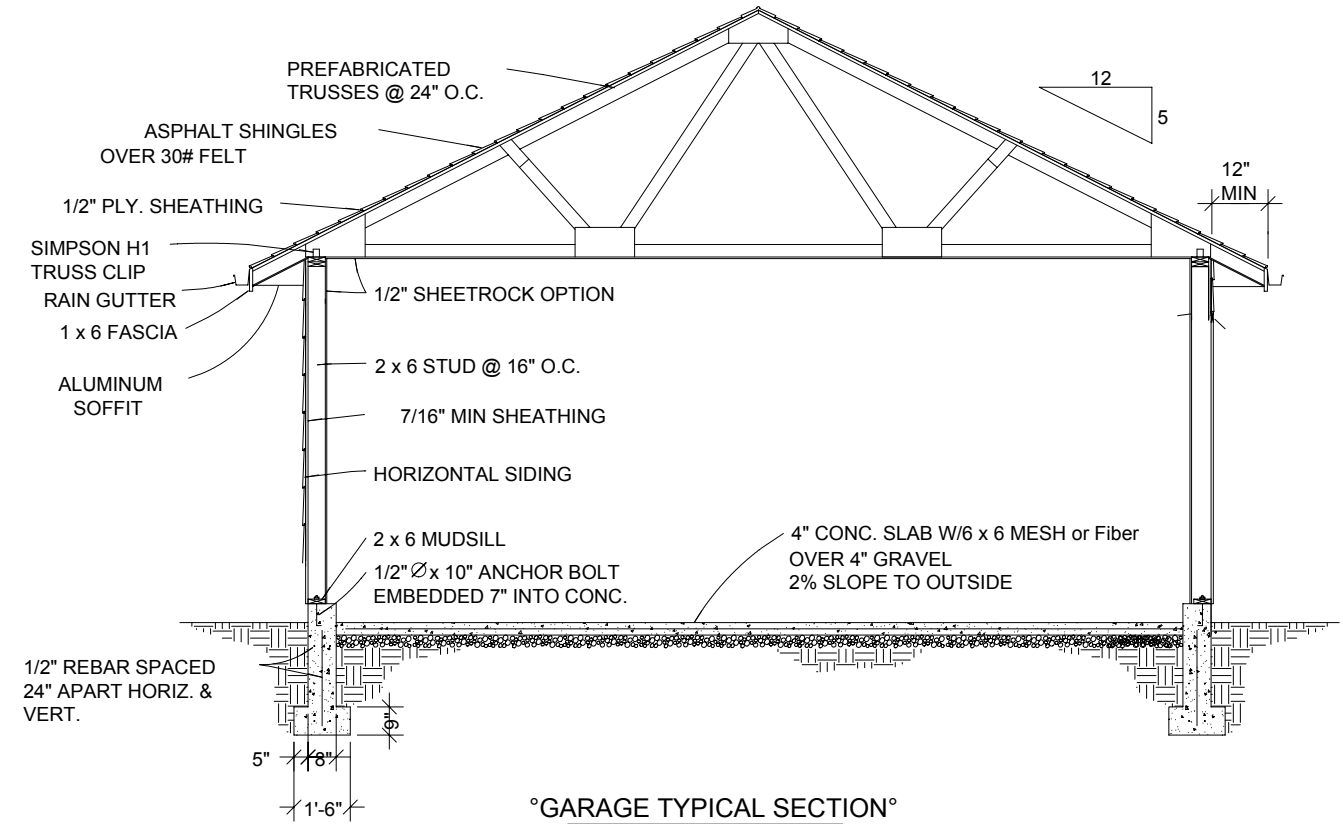 PREFABRICATED
TRUSSES @ 24" O.C.
ASPHALT SHINGLES
OVER 30# FELT
1/2" PLY. SHEATHING
SIMPSON H1
TRUSS CLIP
RAIN GUTTER
1 x 6 FASCIA
ALUMINUM
SOFFIT
12
5
12"
MIN
1/2" SHEETROCK OPTION
2 x 6 STUD @ 16" O.C.
7/16" MIN SHEATHING
HORIZONTAL SIDING
2 x 6 MUDSILL
1/2" Ø x 10" ANCHOR BOLT
EMBEDDED 7" INTO CONC.
4" CONC. SLAB W/6 x 6 MESH or Fiber
OVER 4" GRAVEL
2% SLOPE TO OUTSIDE
1/2" REBAR SPACED
24" APART HORIZ. &
VERT.
9"
5"
8"
1'-6"
°GARAGE TYPICAL SECTION°